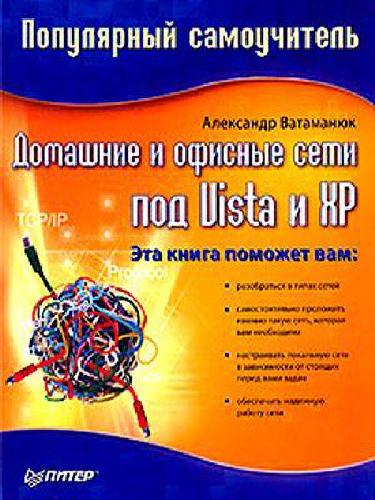 Популярный самоучитель
Александр Ватаманюк
Домашние и офисные сети
под Vista и XP
TCP/IP
Protocol
Эта книга поможет вам:
разобраться в типах сетей
самостоятельно проложить
именно такую сеть, которая
вам необходима
настраивать локальную сеть
в зависимости от стоящих
перед вами задач
обеспечить надежную
работу сети
ПИТЕР